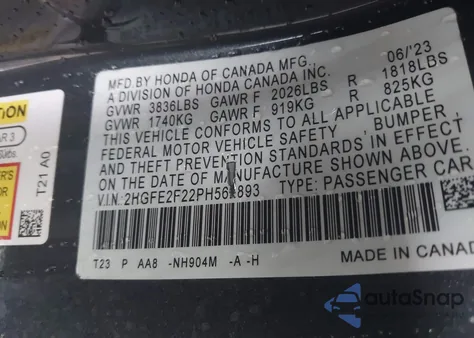 MFD.BY HONDA OF CANADA MFG. 06/'23
A DIVISION OF HONDA CANADA INC.
GVWR 3836LBS GAWR F 2026LBS R 1818LBS
GVWR 1740KG GAWR F 919KG R 825KG
THIS VEHICLE CONFORMS TO ALL APPLICABLE
FEDERAL MOTOR VEHICLE SAFETY, BUMPER,
AND THEFT PREVENTION STANDARDS IN EFFECT
ON THE DATE OF MANUFACTURE SHOWN ABOVE.
V.I.N.: TYPE: PASSENGER CAR
T23 P AA8 -NH904M -A -H
MADE IN CANAD
T21 A0
AR 3
autoSnap